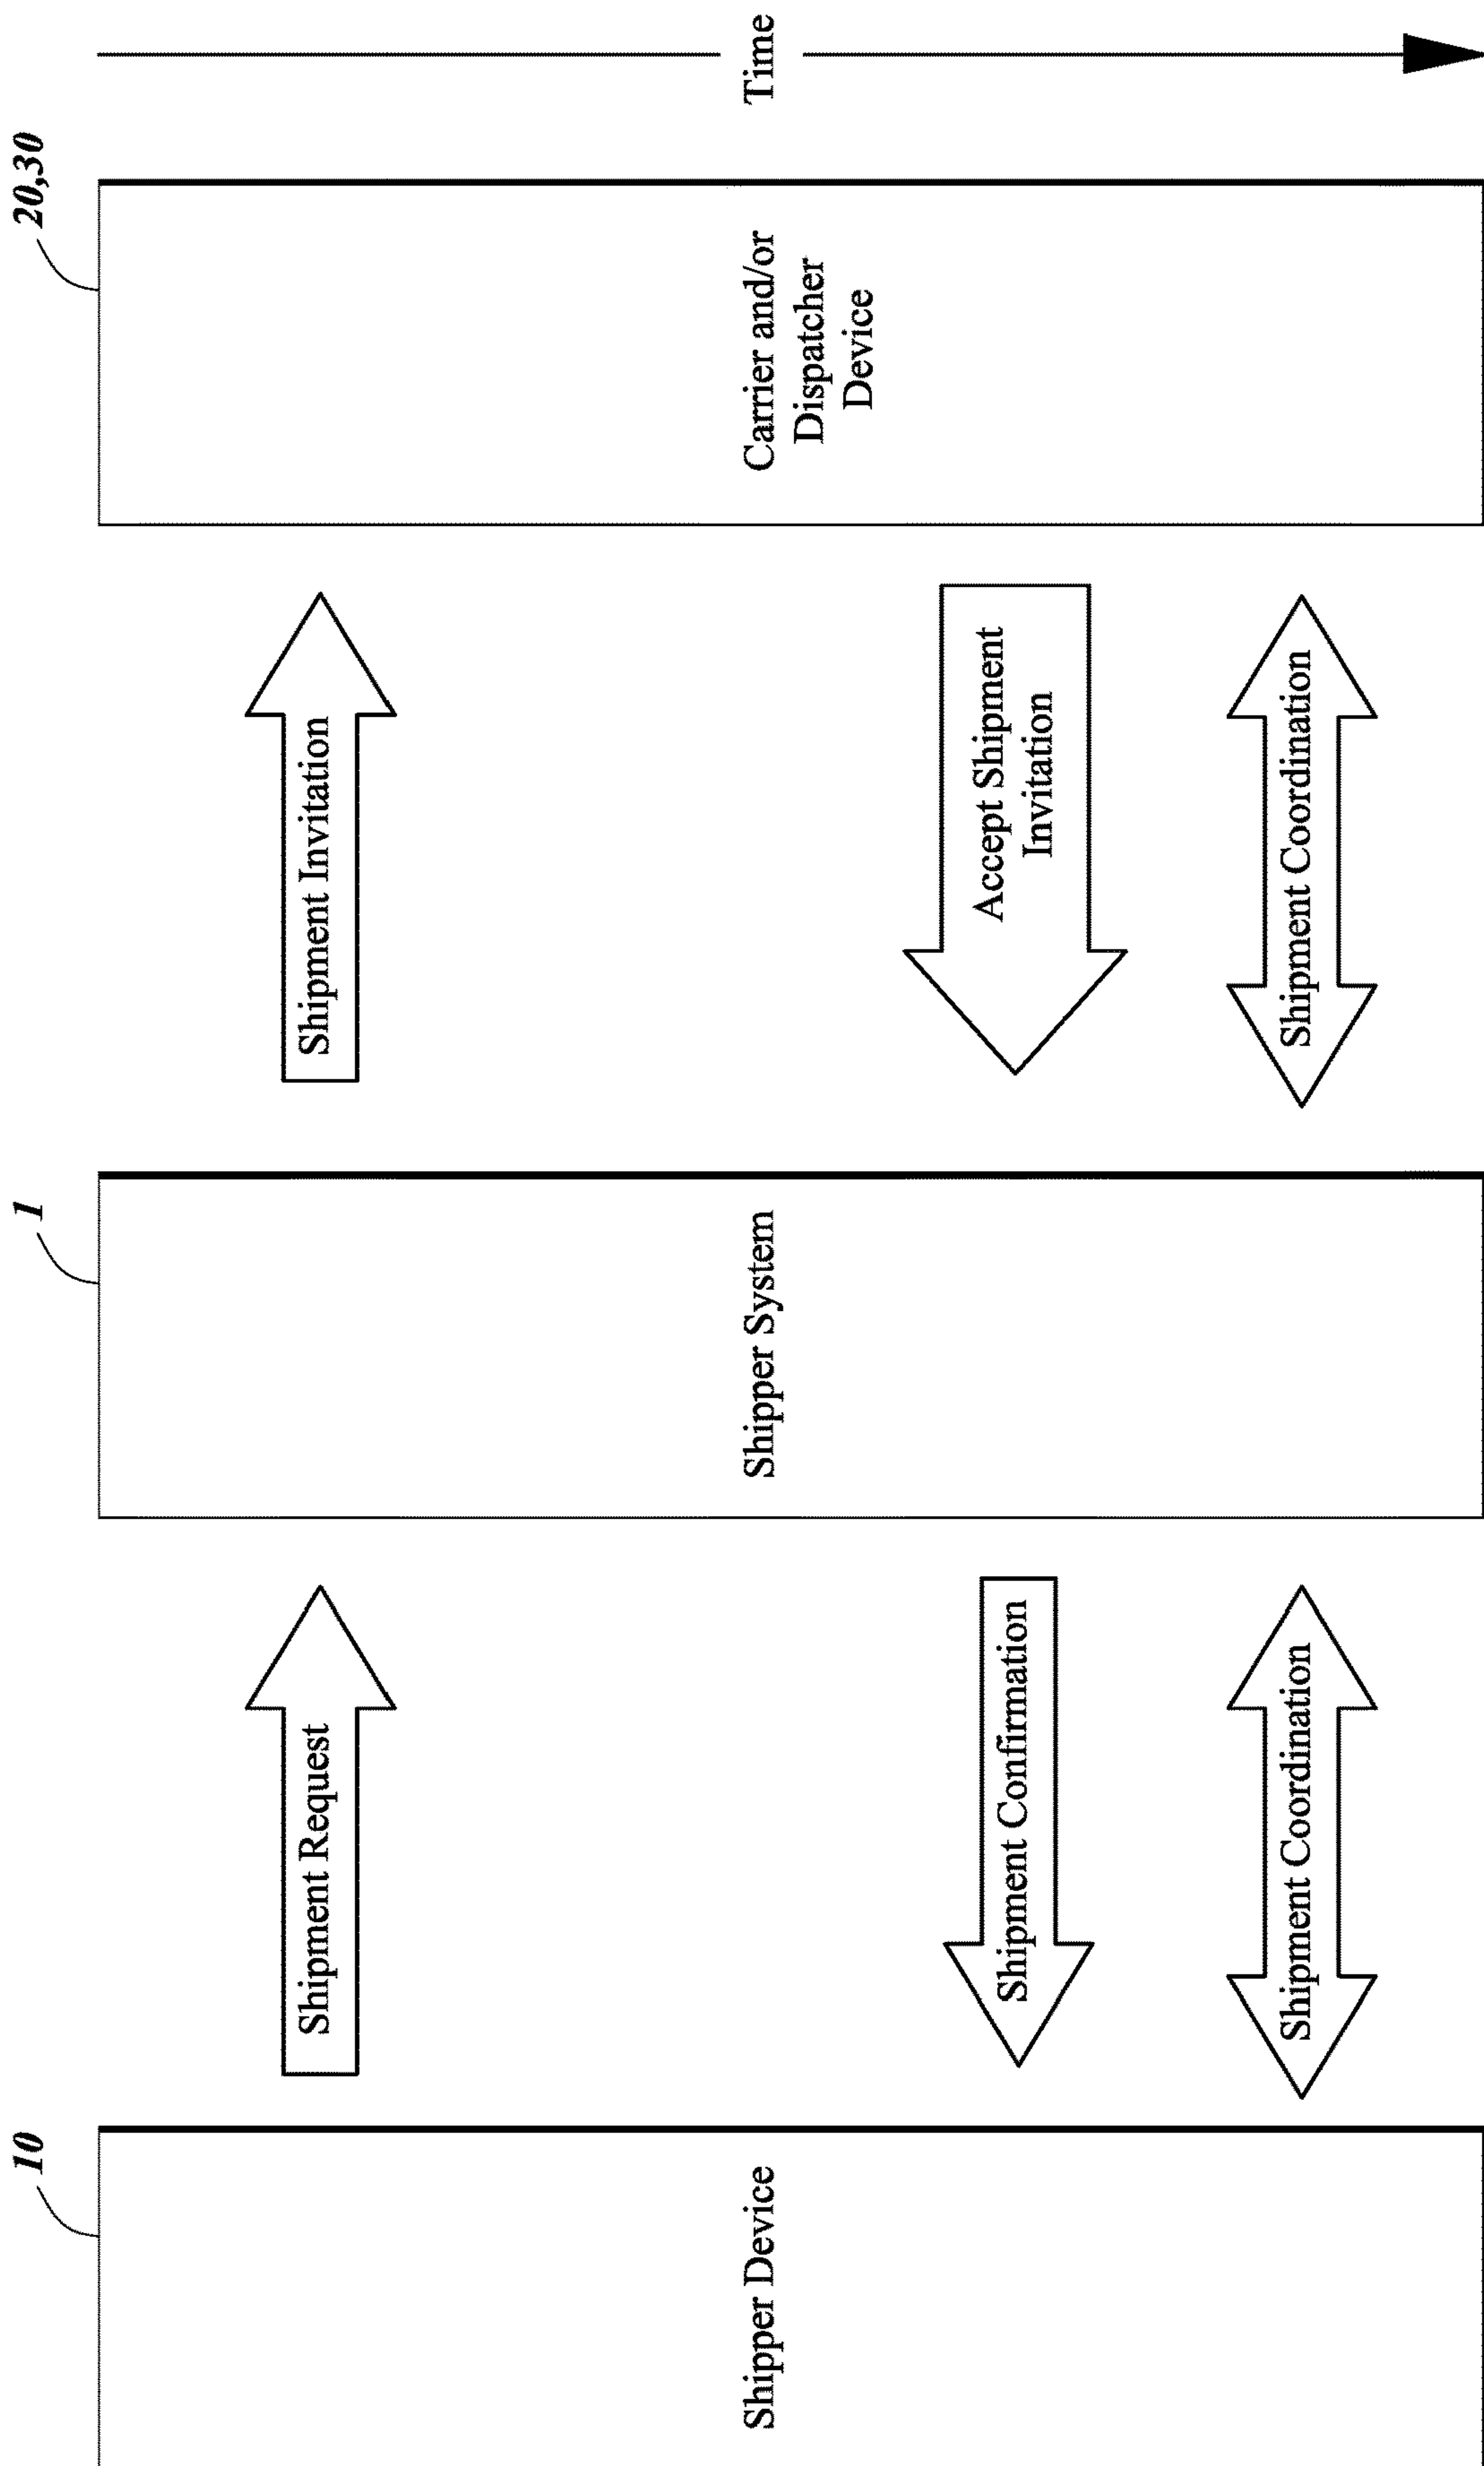 10
1
20,30
Shipper Device
Shipper System
Carrier and/or
Dispatcher
Device
Time
Shipment Request
Shipment Invitation
Shipment Confirmation
Accept Shipment
Invitation
Shipment Coordination
Shipment Coordination